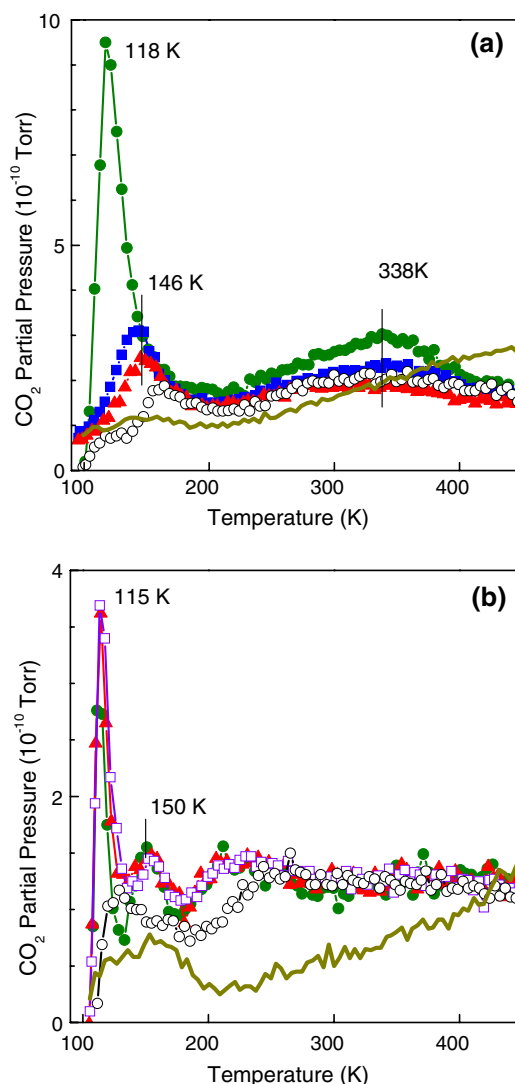 (a)
118 K
146 K
338K
10
5
0
CO₂ Partial Pressure (10⁻¹⁰ Torr)
100 200 300 400
Temperature (K)
(b)
115 K
150 K
4
2
0
CO₂ Partial Pressure (10⁻¹⁰ Torr)
100 200 300 400
Temperature (K)